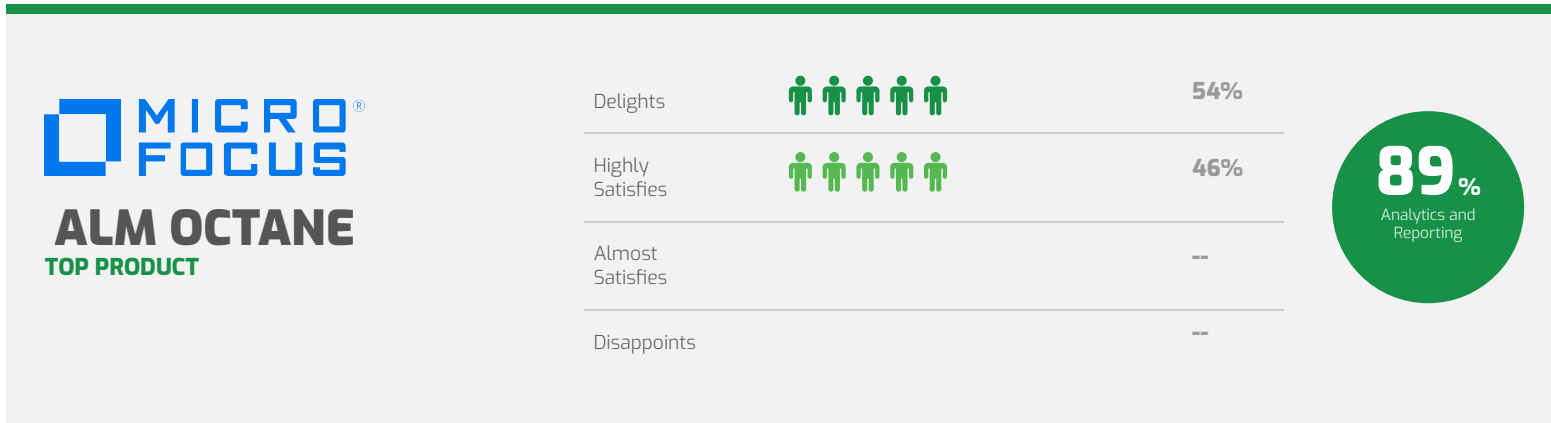 MICRO®
FOCUS
ALM OCTANE
TOP PRODUCT
Delights 54%
Highly
Satisfies 46%
Almost
Satisfies --
Disappoints --
89%
Analytics and
Reporting